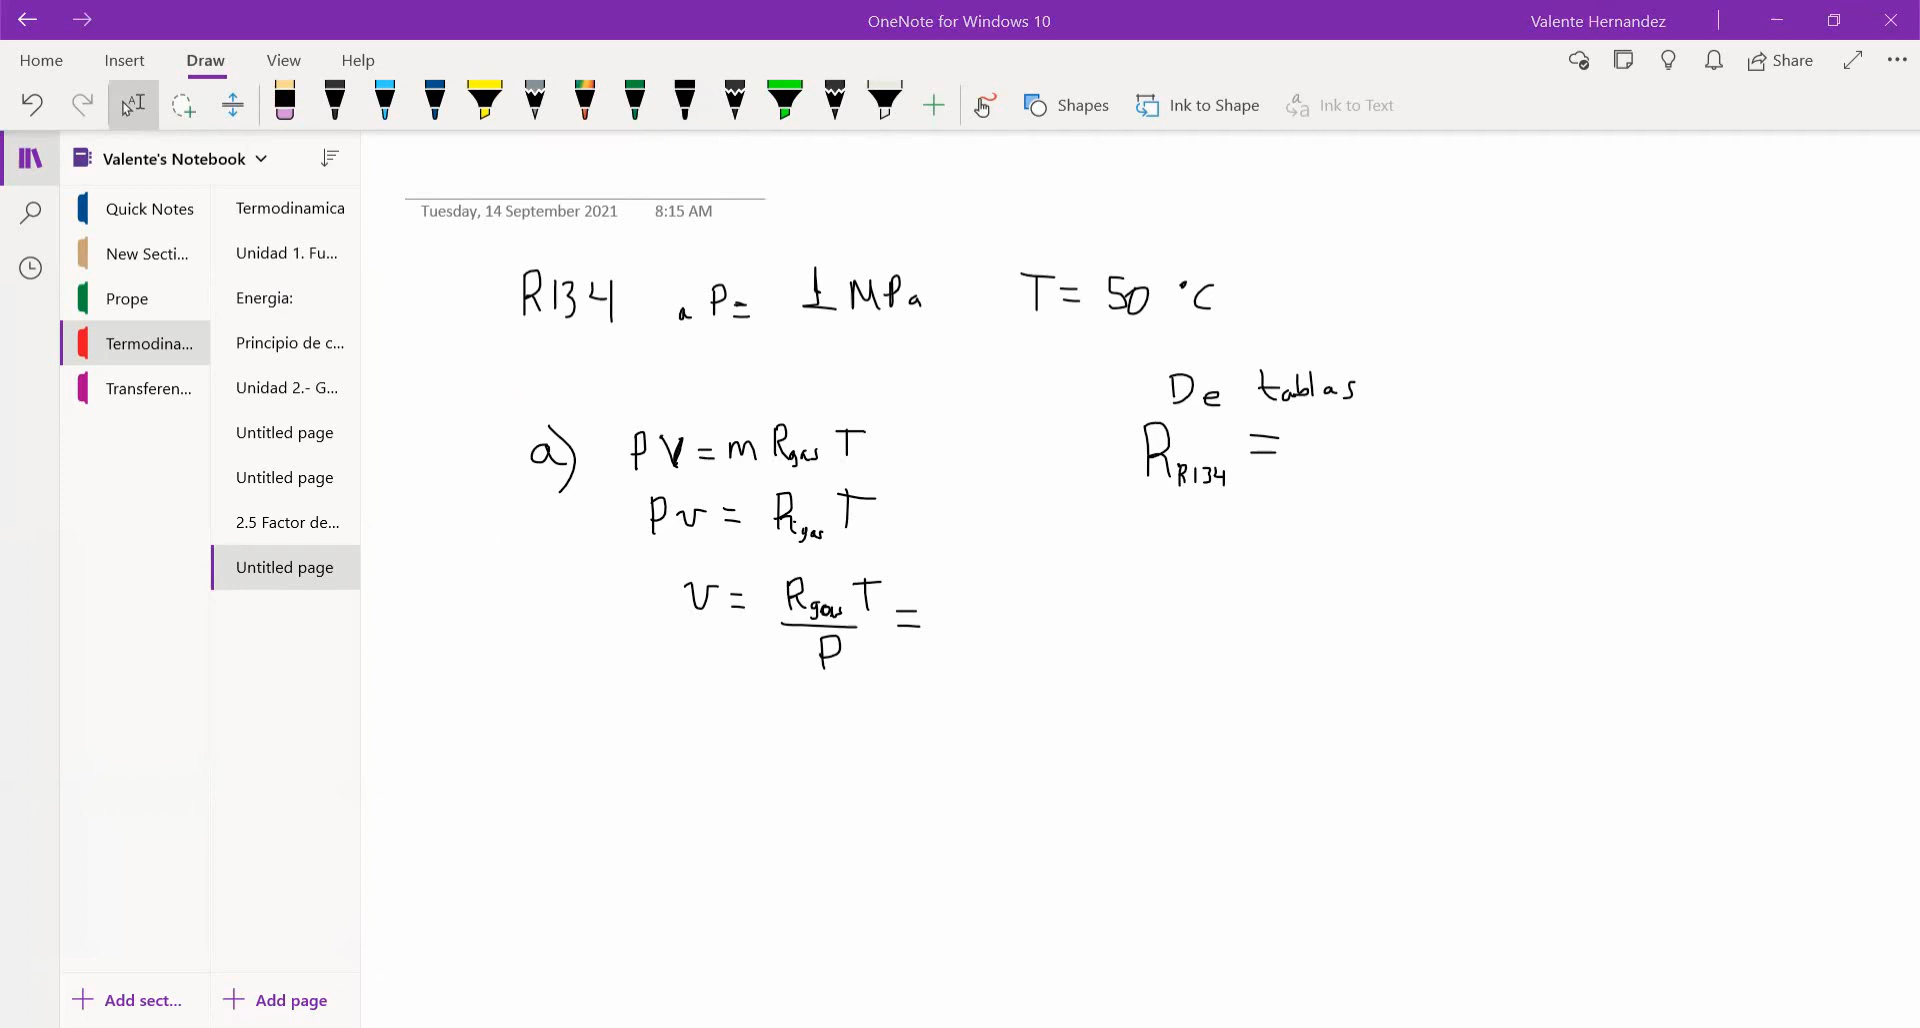 OneNote for Windows 10
Valente Hernandez
Home Insert Draw View Help
Share
Shapes Ink to Shape Ink to Text
Valente's Notebook
Quick Notes
New Secti...
Prope
Termodina...
Transferen...
Termodinamica
Unidad 1. Fu...
Energia:
Principio de c...
Unidad 2.- G...
Untitled page
Untitled page
2.5 Factor de...
Untitled page
Add sect...
Add page
Tuesday, 14 September 2021 8:15 AM
R134 a P= 1 MPa T= 50 °C
De tablas
R_R134 =
a) PV = m Rgas T
Pv = Rgas T
v = Rgas T / P =